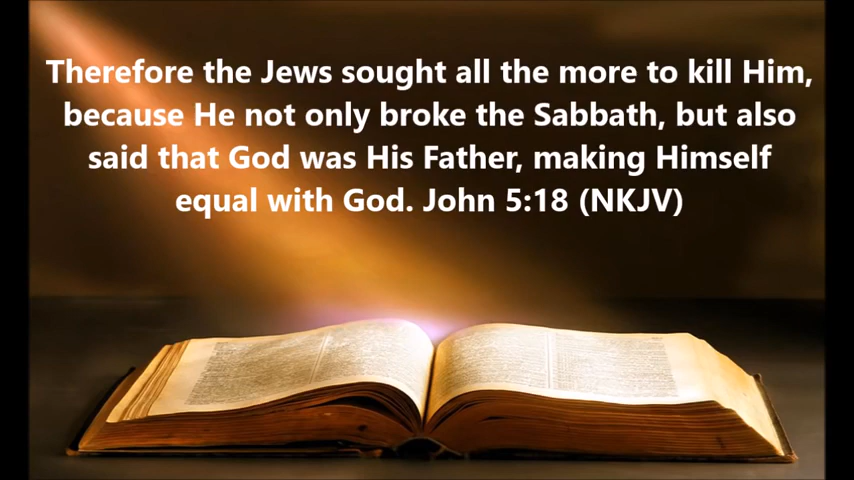 Therefore the Jews sought all the more to kill Him,
because He not only broke the Sabbath, but also
said that God was His Father, making Himself
equal with God. John 5:18 (NKJV)